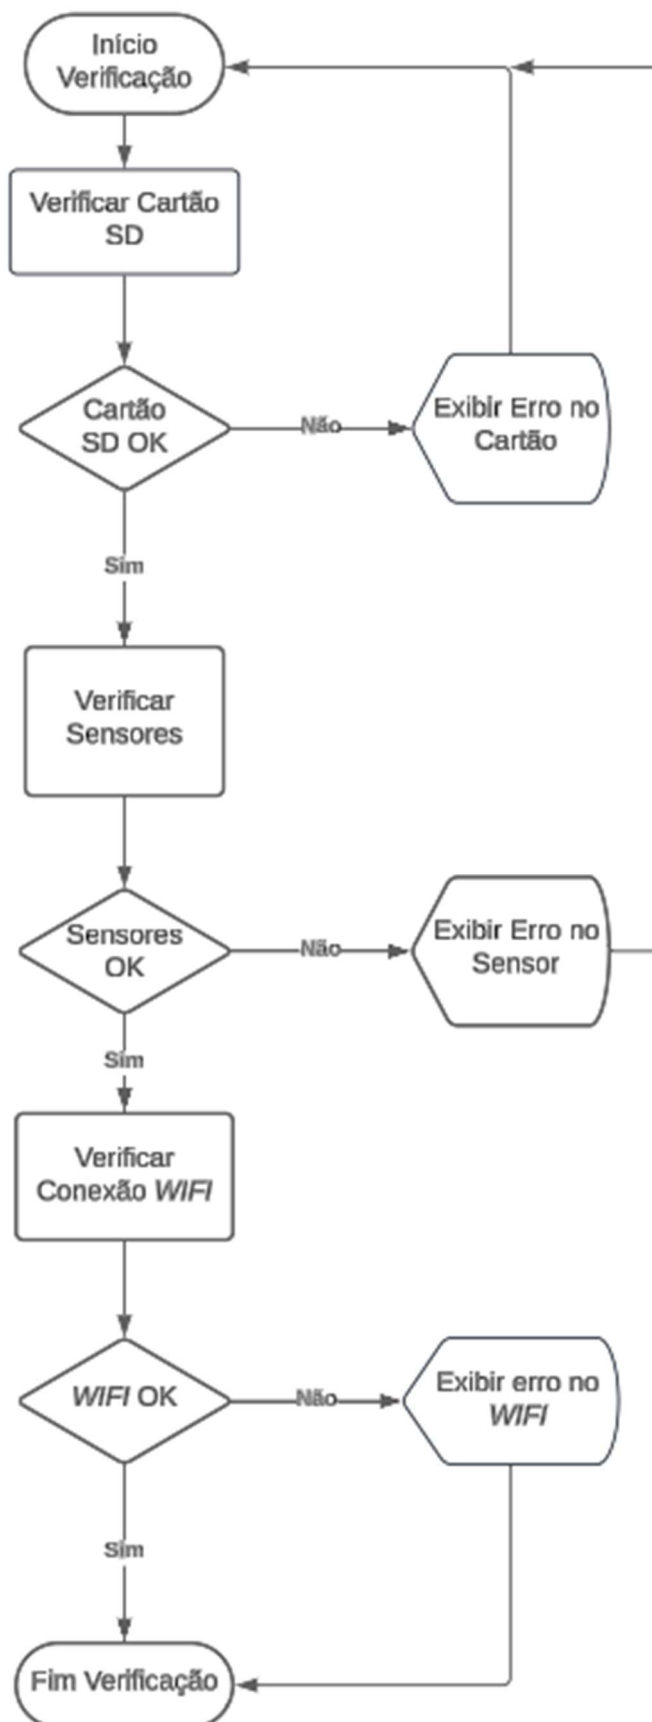 Início
Verificação
Verificar Cartão
SD
Cartão
SD OK
Não
Exibir Erro no
Cartão
Sim
Verificar
Sensores
Sensores
OK
Não
Exibir Erro no
Sensor
Sim
Verificar
Conexão WIFI
WIFI OK
Não
Exibir erro no
WIFI
Sim
Fim Verificação